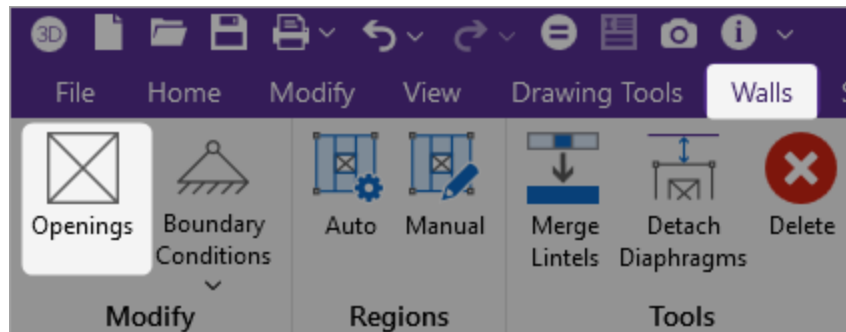 3D
File Home Modify View Drawing Tools Walls
Openings Boundary Conditions Auto Manual Merge Lintels Detach Diaphragms Delete
Modify Regions Tools